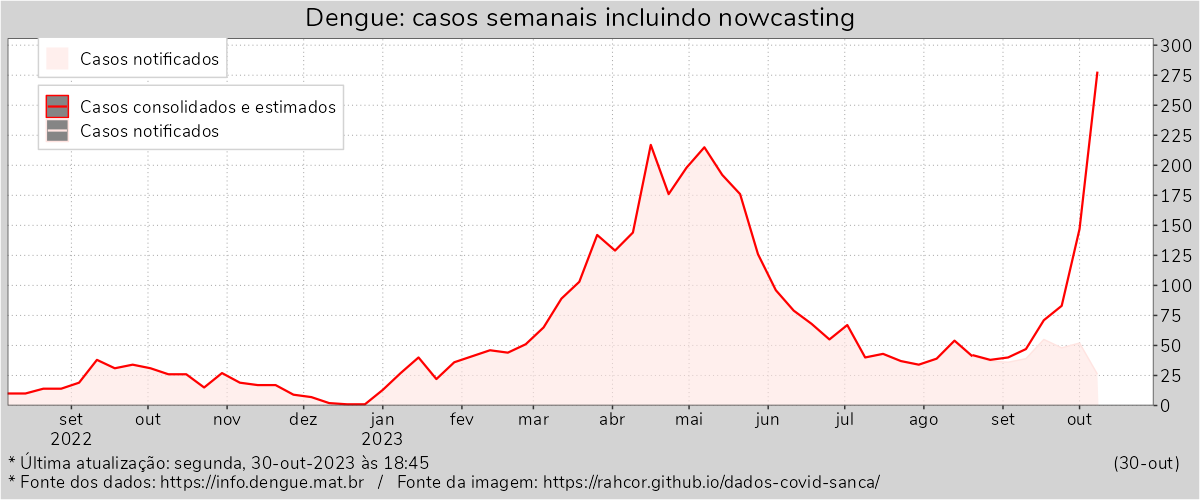 Dengue: casos semanais incluindo nowcasting
Casos notificados
Casos consolidados e estimados
Casos notificados
300
275
250
225
200
175
150
125
100
75
50
25
0
set out nov dez jan fev mar abr mai jun jul ago set out
2022 2023
* Última atualização: segunda, 30-out-2023 às 18:45 (30-out)
* Fonte dos dados: https://info.dengue.mat.br / Fonte da imagem: https://rahcor.github.io/dados-covid-sanca/